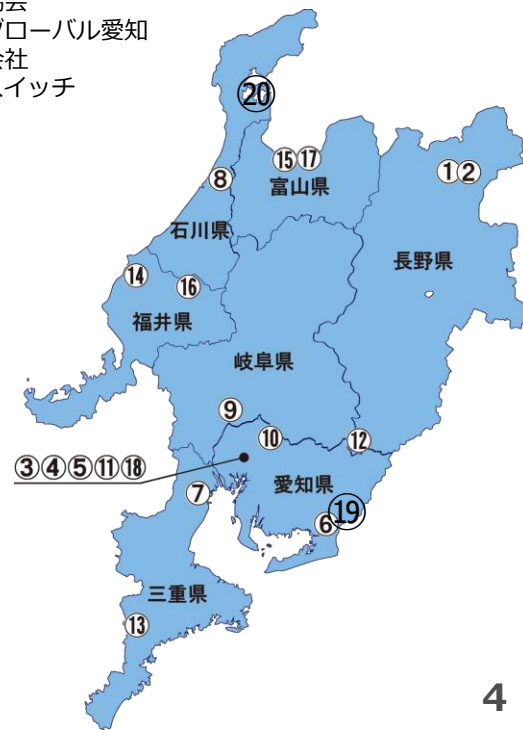 グローバル愛知
会社
スイッチ
⑳
⑮⑰
富山県
①②
⑧
石川県
長野県
⑭
⑯
福井県
岐阜県
⑨
⑩
⑫
③④⑤⑪⑱
愛知県
⑦
⑥⑲
三重県
⑬
4